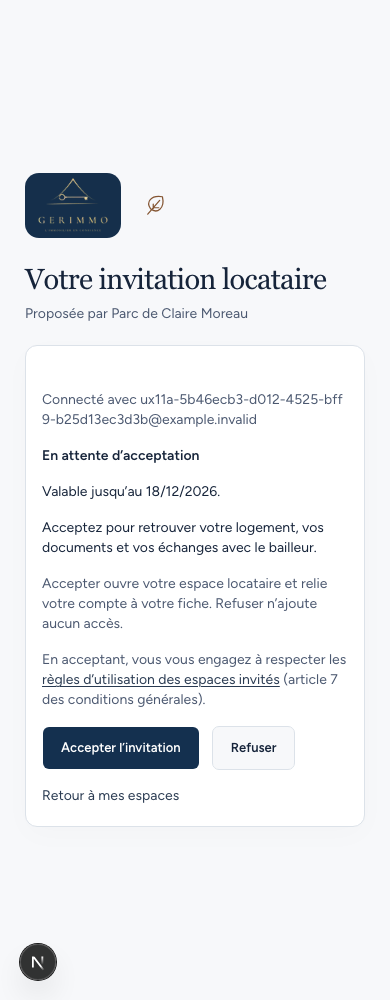 GERIMMO
Votre invitation locataire
Proposée par Parc de Claire Moreau
Connecté avec ux11a-5b46ecb3-d012-4525-bff
9-b25d13ec3d3b@example.invalid
En attente d’acceptation
Valable jusqu’au 18/12/2026.
Acceptez pour retrouver votre logement, vos
documents et vos échanges avec le bailleur.
Accepter ouvre votre espace locataire et relie
votre compte à votre fiche. Refuser n’ajoute
aucun accès.
En acceptant, vous vous engagez à respecter les
règles d’utilisation des espaces invités (article 7
des conditions générales).
Accepter l’invitation
Refuser
Retour à mes espaces
N